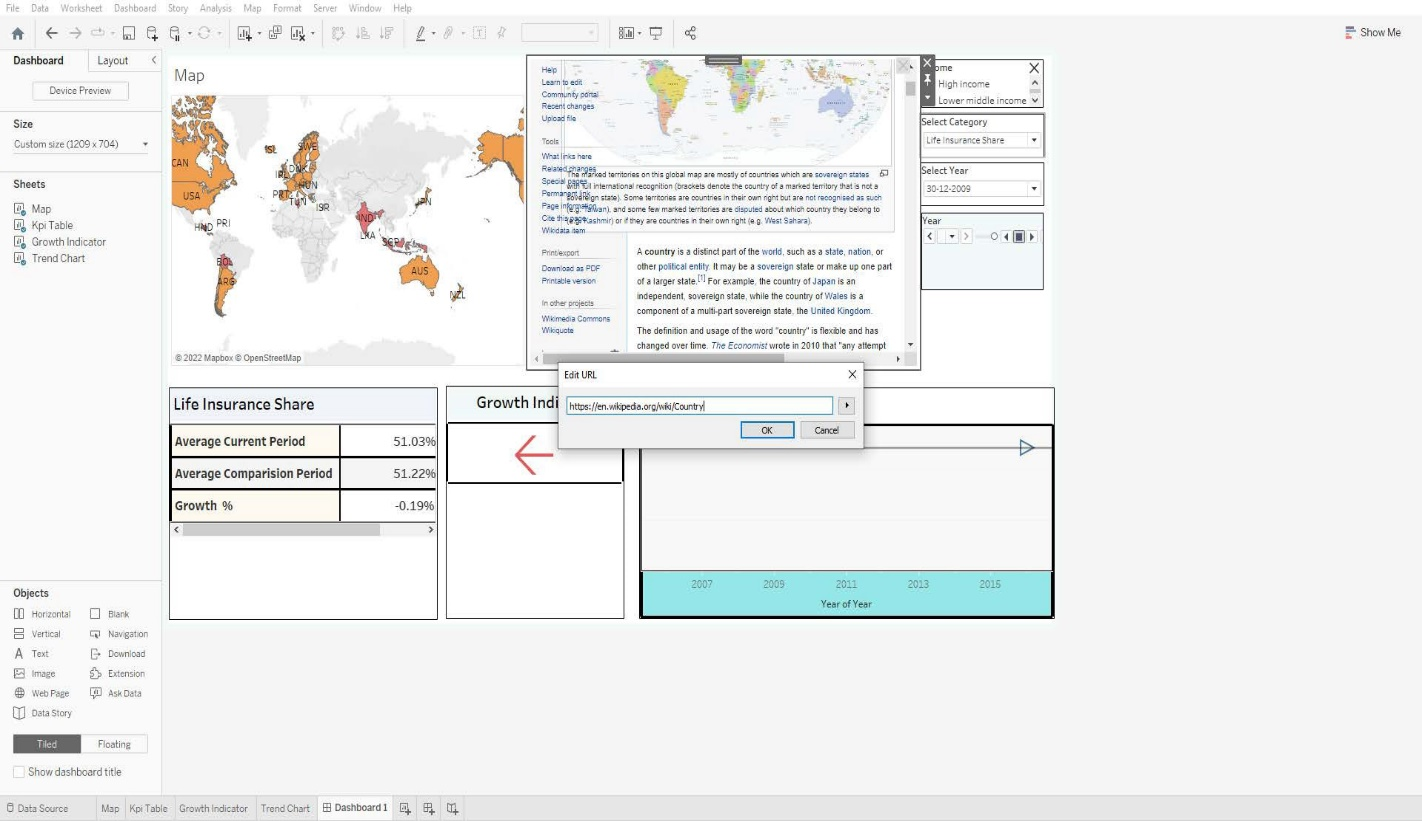 File Data Worksheet Dashboard Story Analysis Map Format Server Window Help
Show Me
Dashboard Layout
Device Preview
Size
Custom size (1209 x 704)
Sheets
Map
Kpi Table
Growth Indicator
Trend Chart
Objects
Horizontal Blank
Vertical Navigation
Text Download
Image Extension
Web Page Ask Data
Data Story
Tiled Floating
Show dashboard title
Map
CAN
USA
HND
PRI
BOL
ARG
ISL
SWE
IRL
DNK
HUN
PRT
TUN
ISR
IND
LKA
SGP
JPN
AUS
NZL
© 2022 Mapbox © OpenStreetMap
Help
Learn to edit
Community portal
Recent changes
Upload file
Tools
What links here
Related changes
Special pages
Permanent link
Page information
Cite this page
Wikidata item
Print/export
Download as PDF
Printable version
In other projects
Wikimedia Commons
Wikiquote
The marked territories on this global map are mostly of countries which are sovereign states
with full international recognition (brackets denote the country of a marked territory that is not a
sovereign state). Some territories are countries in their own right but are not recognised as such
(e.g. Taiwan), and some few marked territories are disputed about which country they belong to
(e.g. Kashmir) or if they are countries in their own right (e.g. West Sahara).
A country is a distinct part of the world, such as a state, nation, or
other political entity. It may be a sovereign state or make up one part
of a larger state.[1] For example, the country of Japan is an
independent, sovereign state, while the country of Wales is a
component of a multi-part sovereign state, the United Kingdom.
The definition and usage of the word "country" is flexible and has
changed over time. The Economist wrote in 2010 that "any attempt
ome
High income
Lower middle income
Select Category
Life Insurance Share
Select Year
30-12-2009
Year
Edit URL
https://en.wikipedia.org/wiki/Country
OK Cancel
Life Insurance Share
Average Current Period 51.03%
Average Comparision Period 51.22%
Growth % -0.19%
Growth Indi
2007 2009 2011 2013 2015
Year of Year
Data Source Map Kpi Table Growth Indicator Trend Chart Dashboard 1